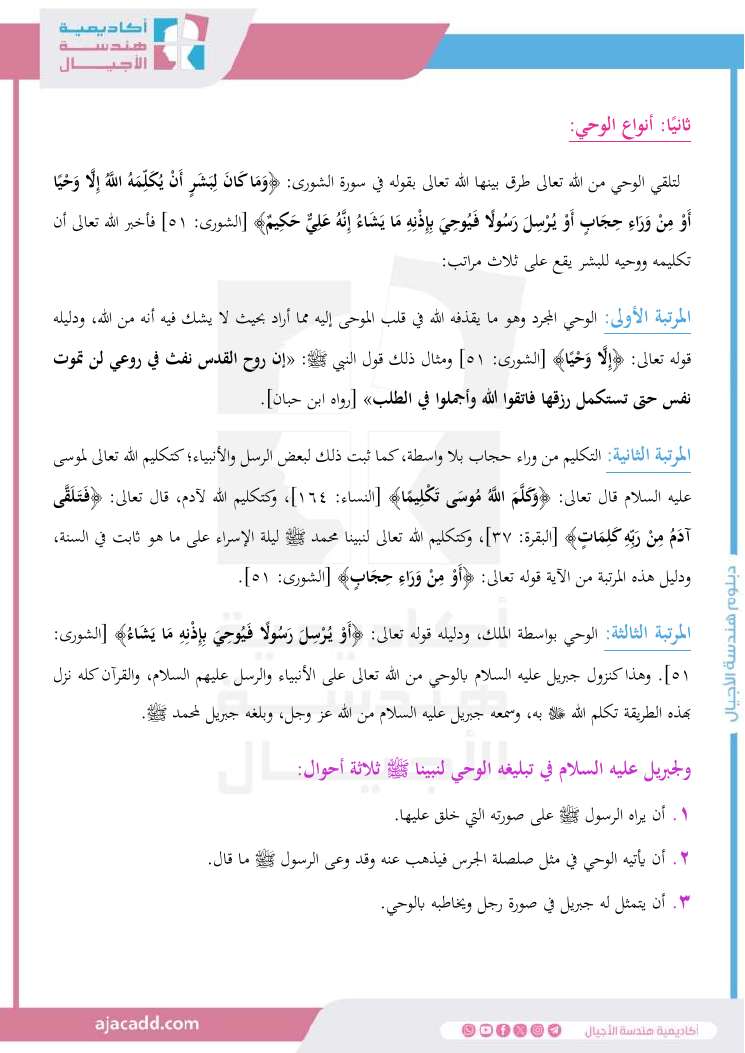 أكاديمية
هندسة
الأجيال
ثانيًا: أنواع الوحي:
لتلقي الوحي من الله تعالى طرق بينها الله تعالى بقوله في سورة الشورى: ﴿وَمَا كَانَ لِبَشَرٍ أَنْ يُكَلِّمَهُ اللَّهُ إِلَّا وَحْيًا
أَوْ مِنْ وَرَاءِ حِجَابٍ أَوْ يُرْسِلَ رَسُولًا فَيُوحِيَ بِإِذْنِهِ مَا يَشَاءُ إِنَّهُ عَلِيٌّ حَكِيمٌ﴾ [الشورى: ٥١] فأخبر الله تعالى أن
تكليمه ووحيه للبشر يقع على ثلاث مراتب:
المرتبة الأولى: الوحي المجرد وهو ما يقذفه الله في قلب الموحى إليه مما أراد بحيث لا يشك فيه أنه من الله، ودليله
قوله تعالى: ﴿إِلَّا وَحْيًا﴾ [الشورى: ٥١] ومثال ذلك قول النبي ﷺ: «إن روح القدس نفث في روعي لن تموت
نفس حتى تستكمل رزقها فاتقوا الله وأجملوا في الطلب» [رواه ابن حبان].
المرتبة الثانية: التكليم من وراء حجاب بلا واسطة، كما ثبت ذلك لبعض الرسل والأنبياء؛ كتكليم الله تعالى لموسى
عليه السلام قال تعالى: ﴿وَكَلَّمَ اللَّهُ مُوسَى تَكْلِيمًا﴾ [النساء: ١٦٤]، وكتكليم الله لآدم، قال تعالى: ﴿فَتَلَقَّى
آدَمُ مِنْ رَبِّهِ كَلِمَاتٍ﴾ [البقرة: ٣٧]، وكتكليم الله تعالى لنبينا محمد ﷺ ليلة الإسراء على ما هو ثابت في السنة،
ودليل هذه المرتبة من الآية قوله تعالى: ﴿أَوْ مِنْ وَرَاءِ حِجَابٍ﴾ [الشورى: ٥١].
المرتبة الثالثة: الوحي بواسطة الملك، ودليله قوله تعالى: ﴿أَوْ يُرْسِلَ رَسُولًا فَيُوحِيَ بِإِذْنِهِ مَا يَشَاءُ﴾ [الشورى:
٥١]. وهذا كنزول جبريل عليه السلام بالوحي من الله تعالى على الأنبياء والرسل عليهم السلام، والقرآن كله نزل
بهذه الطريقة تكلم الله ﷻ به، وسمعه جبريل عليه السلام من الله عز وجل، وبلغه جبريل لمحمد ﷺ.
ولجبريل عليه السلام في تبليغه الوحي لنبينا ﷺ ثلاثة أحوال:
١. أن يراه الرسول ﷺ على صورته التي خلق عليها.
٢. أن يأتيه الوحي في مثل صلصلة الجرس فيذهب عنه وقد وعى الرسول ﷺ ما قال.
٣. أن يتمثل له جبريل في صورة رجل ويخاطبه بالوحي.
دبلوم هندسة الأجيال
أكاديمية
هندسة
الأجيال
أكاديمية هندسة الأجيال
ajacadd.com